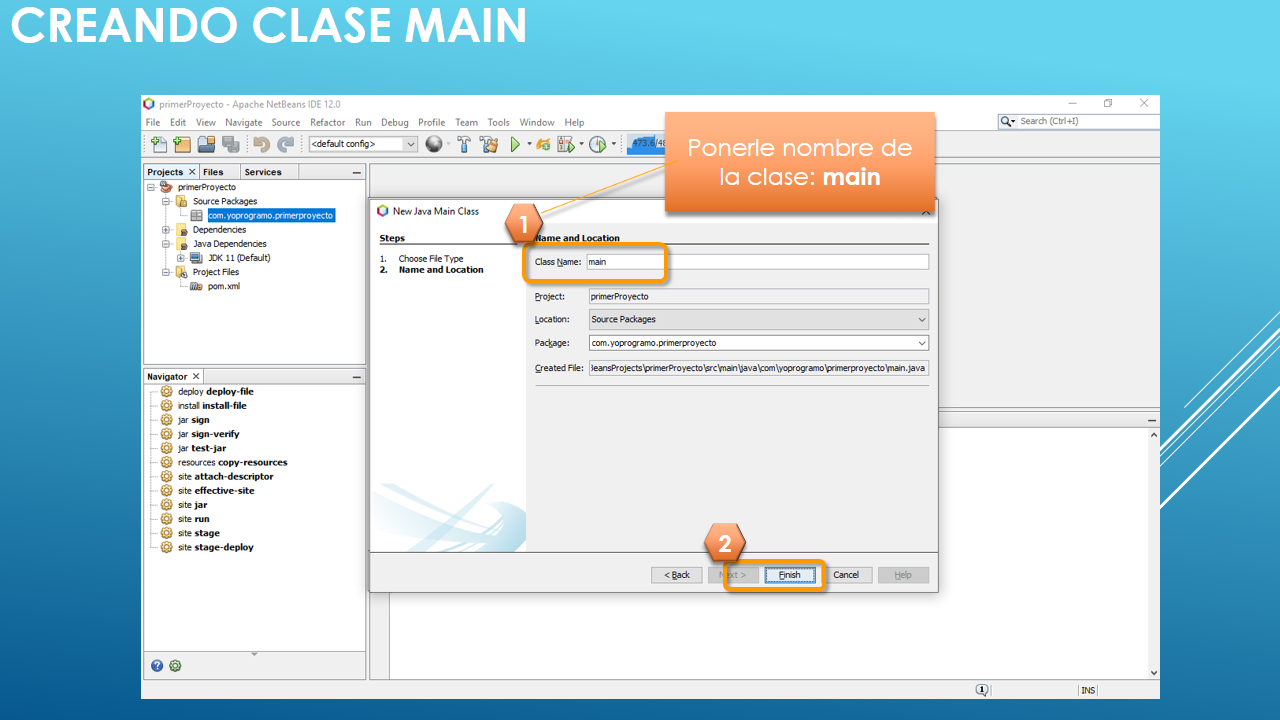 CREANDO CLASE MAIN
primerProyecto - Apache NetBeans IDE 12.0
File Edit View Navigate Source Refactor Run Debug Profile Team Tools Window Help
Search (Ctrl+I)
<default config>
473.6/48
Ponerle nombre de
la clase: main
Projects Files Services
primerProyecto
Source Packages
com.yoprogramo.primerproyecto
Dependencies
Java Dependencies
JDK 11 (Default)
Project Files
pom.xml
Navigator
deploy deploy-file
install install-file
jar sign
jar sign-verify
jar test-jar
resources copy-resources
site attach-descriptor
site effective-site
site jar
site run
site stage
site stage-deploy
New Java Main Class
1
Steps
1. Choose File Type
2. Name and Location
Name and Location
Class Name: main
Project: primerProyecto
Location: Source Packages
Package: com.yoprogramo.primerproyecto
Created File: JeansProjects\primerProyecto\src\main\java\com\yoprogramo\primerproyecto\main.java
2
< Back Next > Finish Cancel Help
1 INS